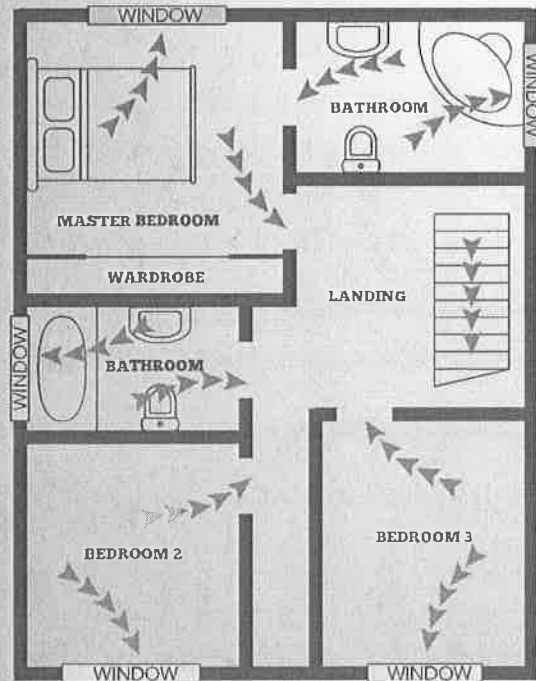 WINDOW
BATHROOM
WINDOW
MASTER BEDROOM
WARDROBE
LANDING
WINDOW
BATHROOM
BEDROOM 2
BEDROOM 3
WINDOW
WINDOW